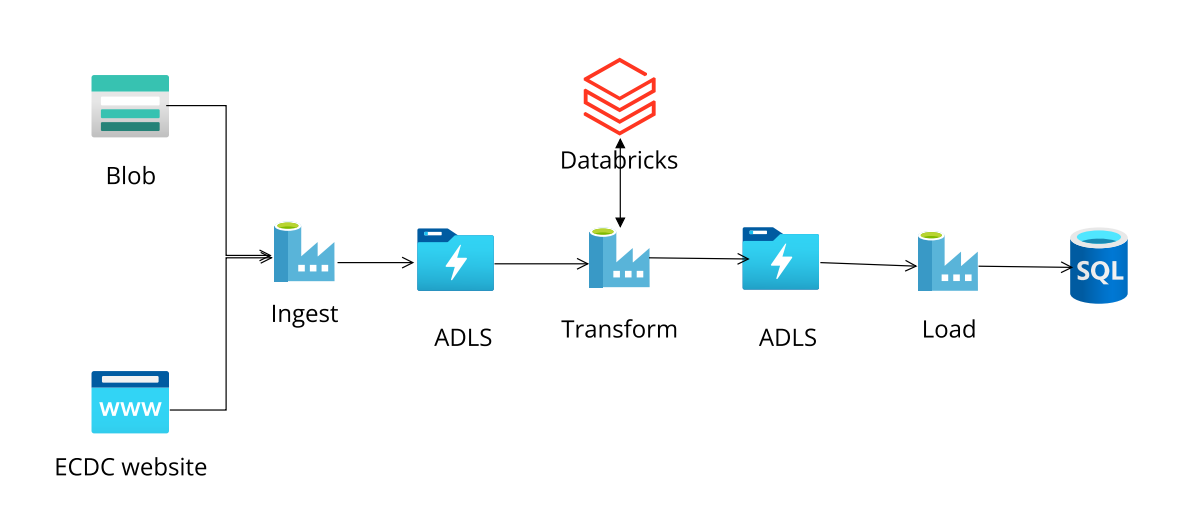 Blob
Databricks
Ingest
ADLS
Transform
ADLS
Load
SQL
www
ECDC website